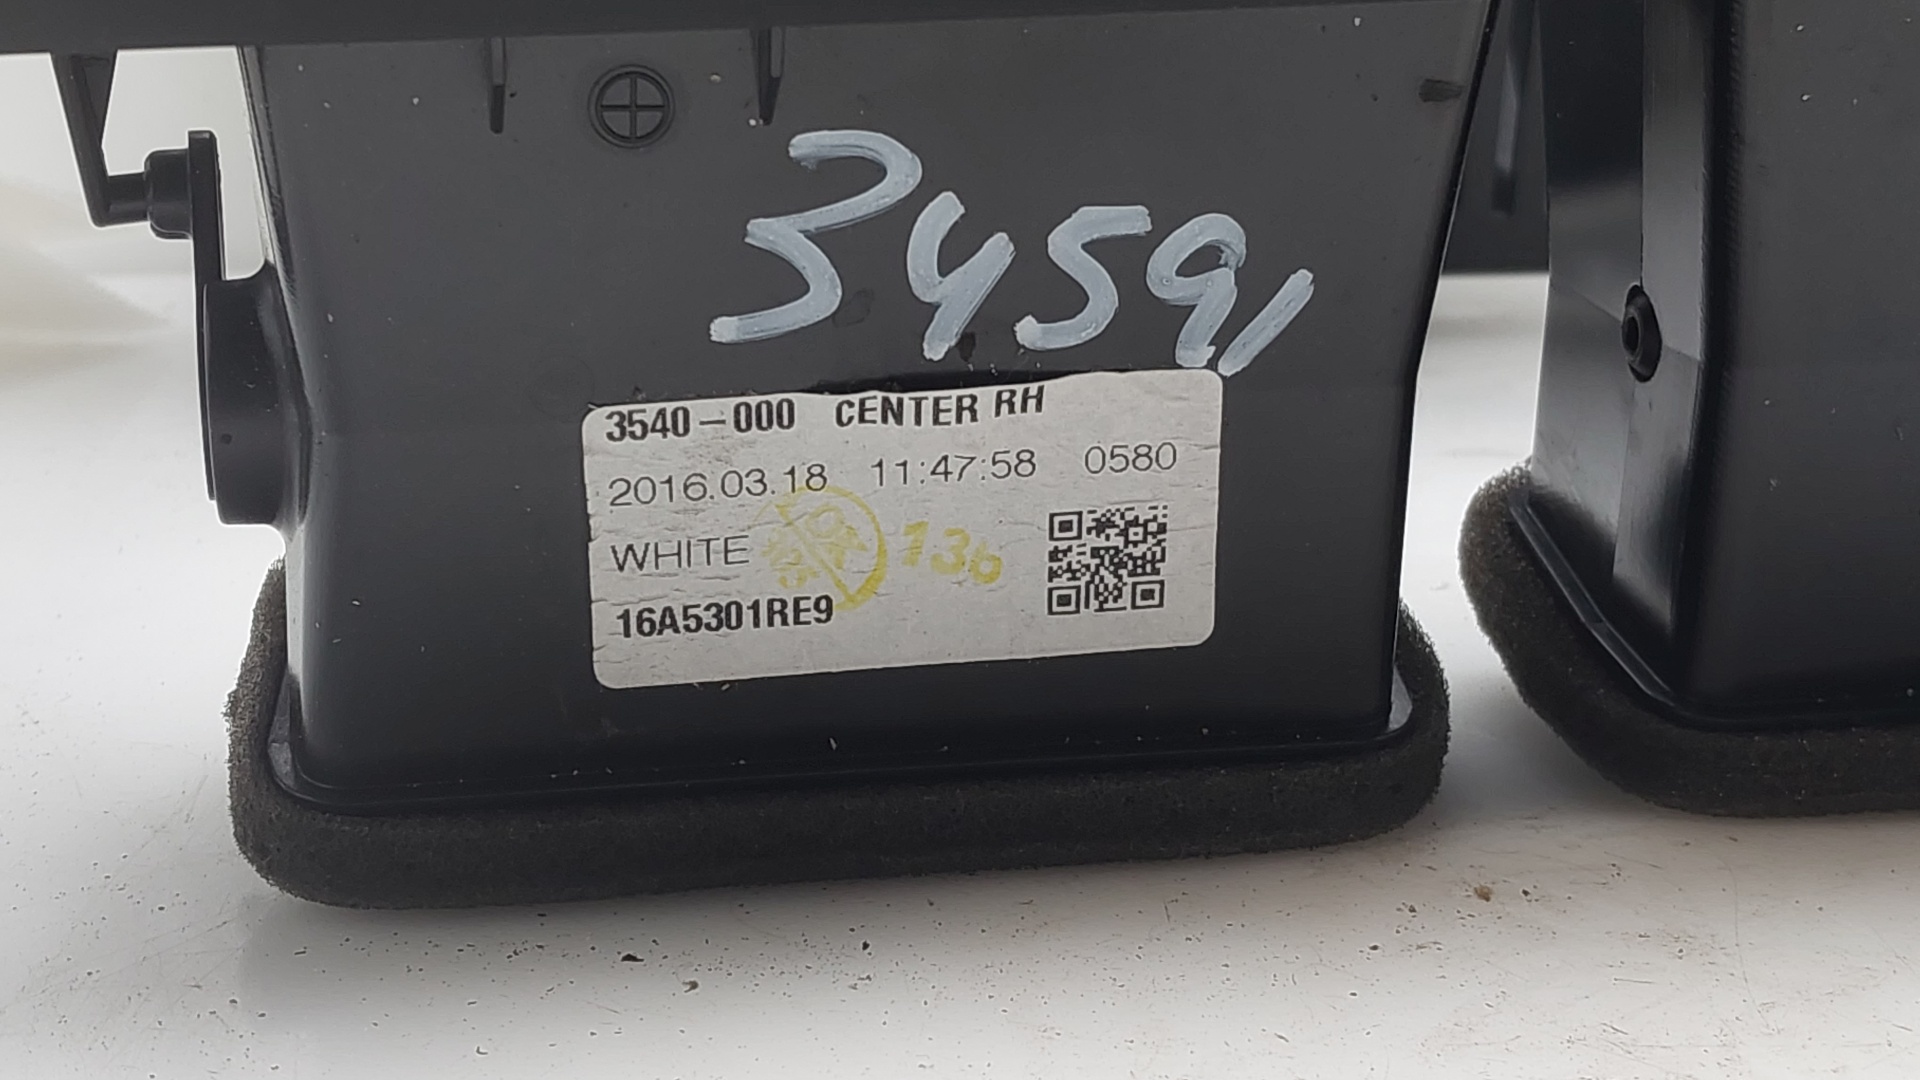 34591
3540-000 CENTER RH
2016.03.18 11:47:58 0580
WHITE 136
16A5301RE9